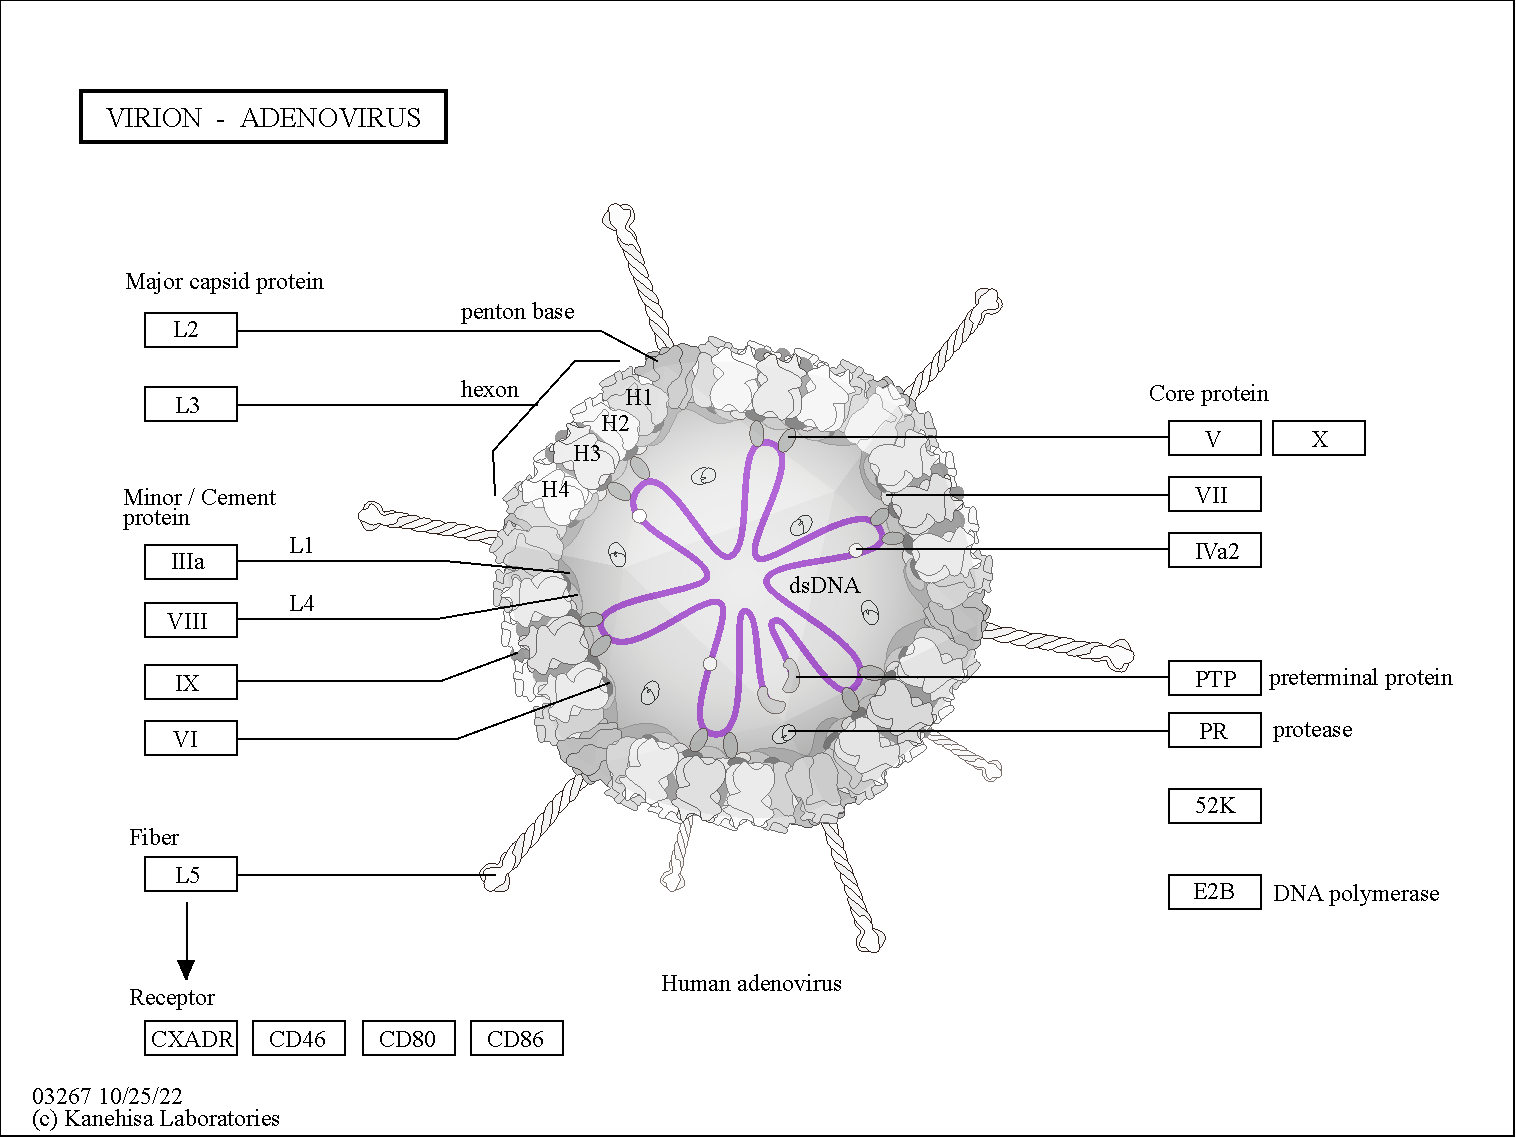 VIRION - ADENOVIRUS
Major capsid protein
L2
penton base
L3
hexon
H1
H2
H3
H4
Minor / Cement
protein
IIIa
L1
VIII
L4
IX
VI
Fiber
L5
Receptor
CXADR
CD46
CD80
CD86
dsDNA
Core protein
V
X
VII
IVa2
PTP
preterminal protein
PR
protease
52K
E2B
DNA polymerase
Human adenovirus
03267 10/25/22
(c) Kanehisa Laboratories